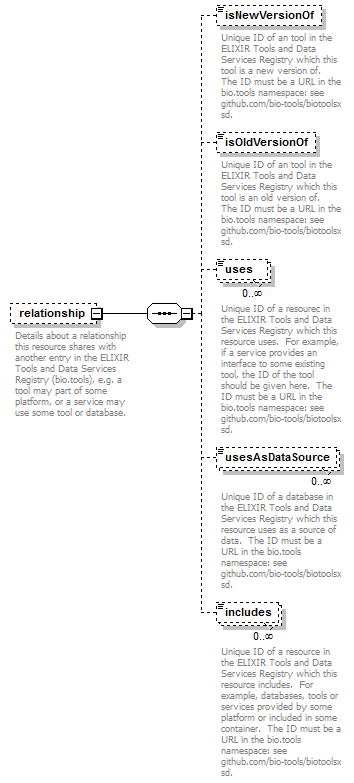 isNewVersionOf
Unique ID of an tool in the
ELIXIR Tools and Data
Services Registry which this
tool is a new version of.
The ID must be a URL in the
bio.tools namespace: see
github.com/bio-tools/biotoolsx
sd.
isOldVersionOf
Unique ID of an tool in the
ELIXIR Tools and Data
Services Registry which this
tool is an old version of.
The ID must be a URL in the
bio.tools namespace: see
github.com/bio-tools/biotoolsx
sd.
uses
0..∞
Unique ID of a resourec in
the ELIXIR Tools and Data
Services Registry which this
resource uses. For example,
if a service provides an
interface to some existing
tool, the ID of the tool
should be given here. The
ID must be a URL in the
bio.tools namespace: see
github.com/bio-tools/biotoolsx
sd.
relationship
Details about a relationship
this resource shares with
another entry in the ELIXIR
Tools and Data Services
Registry (bio.tools), e.g. a
tool may part of some
platform, or a service may
use some tool or database.
usesAsDataSource
0..∞
Unique ID of a database in
the ELIXIR Tools and Data
Services Registry which this
resource uses as a source of
data. The ID must be a
URL in the bio.tools
namespace: see
github.com/bio-tools/biotoolsx
sd.
includes
0..∞
Unique ID of a resource in
the ELIXIR Tools and Data
Services Registry which this
resource includes. For
example, databases, tools or
services provided by some
platform or included in some
container. The ID must be a
URL in the bio.tools
namespace: see
github.com/bio-tools/biotoolsx
sd.